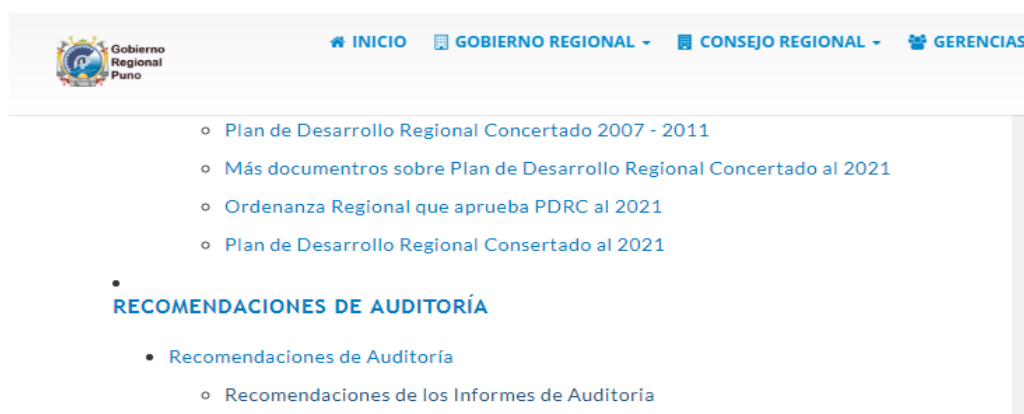 Gobierno
Regional
Puno
INICIO GOBIERNO REGIONAL CONSEJO REGIONAL GERENCIAS
Plan de Desarrollo Regional Concertado 2007 - 2011
Más documentros sobre Plan de Desarrollo Regional Concertado al 2021
Ordenanza Regional que aprueba PDRC al 2021
Plan de Desarrollo Regional Consertado al 2021
RECOMENDACIONES DE AUDITORÍA
Recomendaciones de Auditoría
Recomendaciones de los Informes de Auditoria